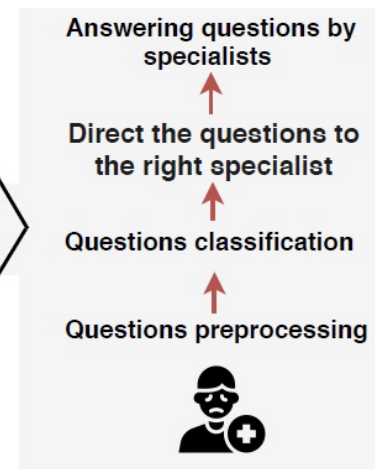 Answering questions by
specialists
Direct the questions to
the right specialist
Questions classification
Questions preprocessing